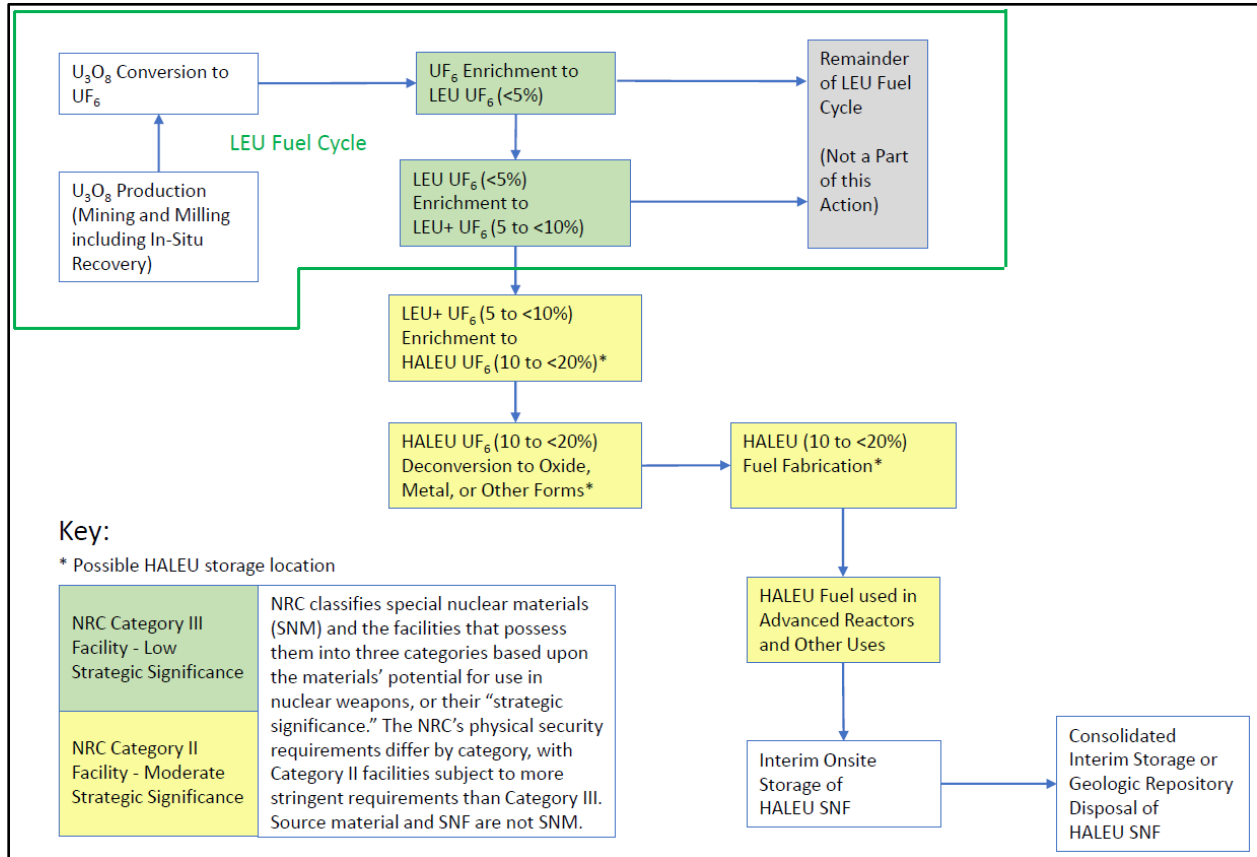 U₃O₈ Conversion to
UF₆
UF₆ Enrichment to
LEU UF₆ (<5%)
Remainder
of LEU Fuel
Cycle
(Not a Part
of this
Action)
LEU Fuel Cycle
U₃O₈ Production
(Mining and Milling
including In-Situ
Recovery)
LEU UF₆ (<5%)
Enrichment to
LEU+ UF₆ (5 to <10%)
LEU+ UF₆ (5 to <10%)
Enrichment to
HALEU UF₆ (10 to <20%)*
HALEU UF₆ (10 to <20%)
Deconversion to Oxide,
Metal, or Other Forms*
HALEU (10 to <20%)
Fuel Fabrication*
HALEU Fuel used in
Advanced Reactors
and Other Uses
Interim Onsite
Storage of
HALEU SNF
Consolidated
Interim Storage or
Geologic Repository
Disposal of
HALEU SNF
Key:
* Possible HALEU storage location
NRC Category III
Facility - Low
Strategic Significance
NRC Category II
Facility - Moderate
Strategic Significance
NRC classifies special nuclear materials
(SNM) and the facilities that possess
them into three categories based upon
the materials’ potential for use in
nuclear weapons, or their “strategic
significance.” The NRC’s physical security
requirements differ by category, with
Category II facilities subject to more
stringent requirements than Category III.
Source material and SNF are not SNM.